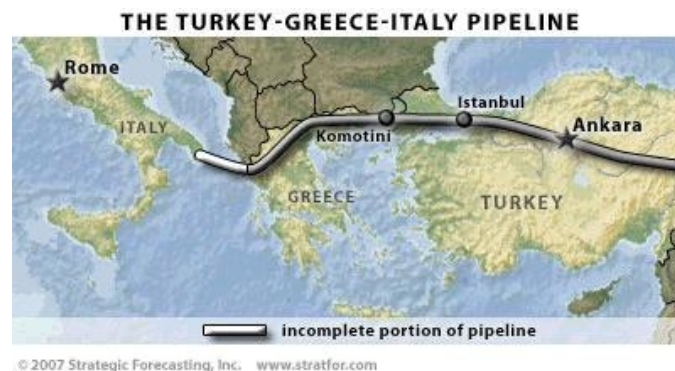 THE TURKEY-GREECE-ITALY PIPELINE
Rome
ITALY
Istanbul
Komotini
Ankara
GREECE
TURKEY
incomplete portion of pipeline
© 2007 Strategic Forecasting, Inc. www.stratfor.com